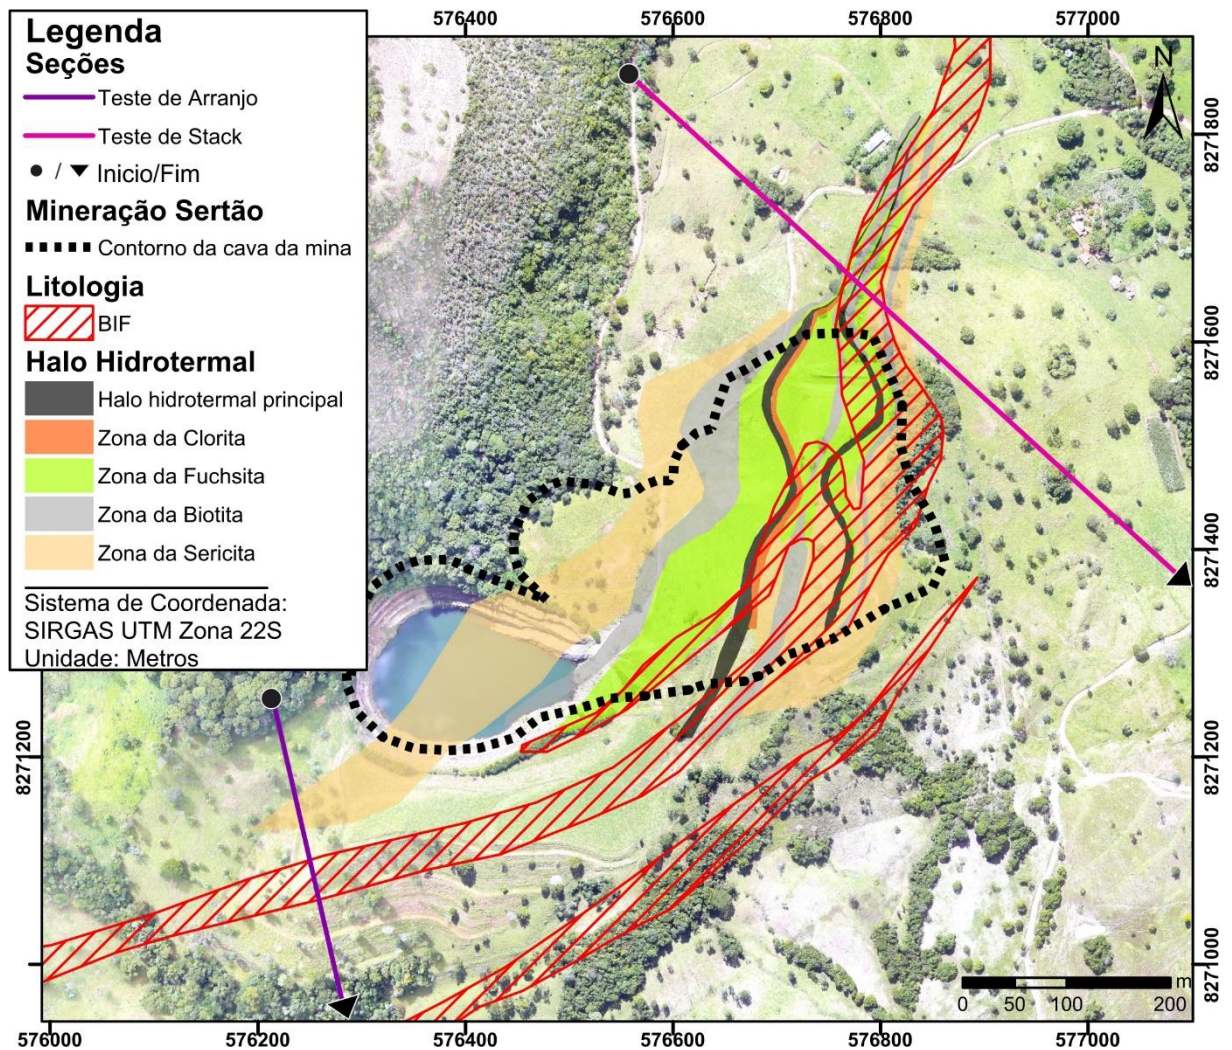 576400 576600 576800 577000
Legenda
Seções
Teste de Arranjo
Teste de Stack
/ Inicio/Fim
Mineração Sertão
Contorno da cava da mina
Litologia
BIF
Halo Hidrotermal
Halo hidrotermal principal
Zona da Clorita
Zona da Fuchsita
Zona da Biotita
Zona da Sericita
Sistema de Coordenada:
SIRGAS UTM Zona 22S
Unidade: Metros
N
8271800
8271600
8271400
8271200
8271200
8271000
m
0 50 100 200
576000 576200 576400 576600 576800 577000